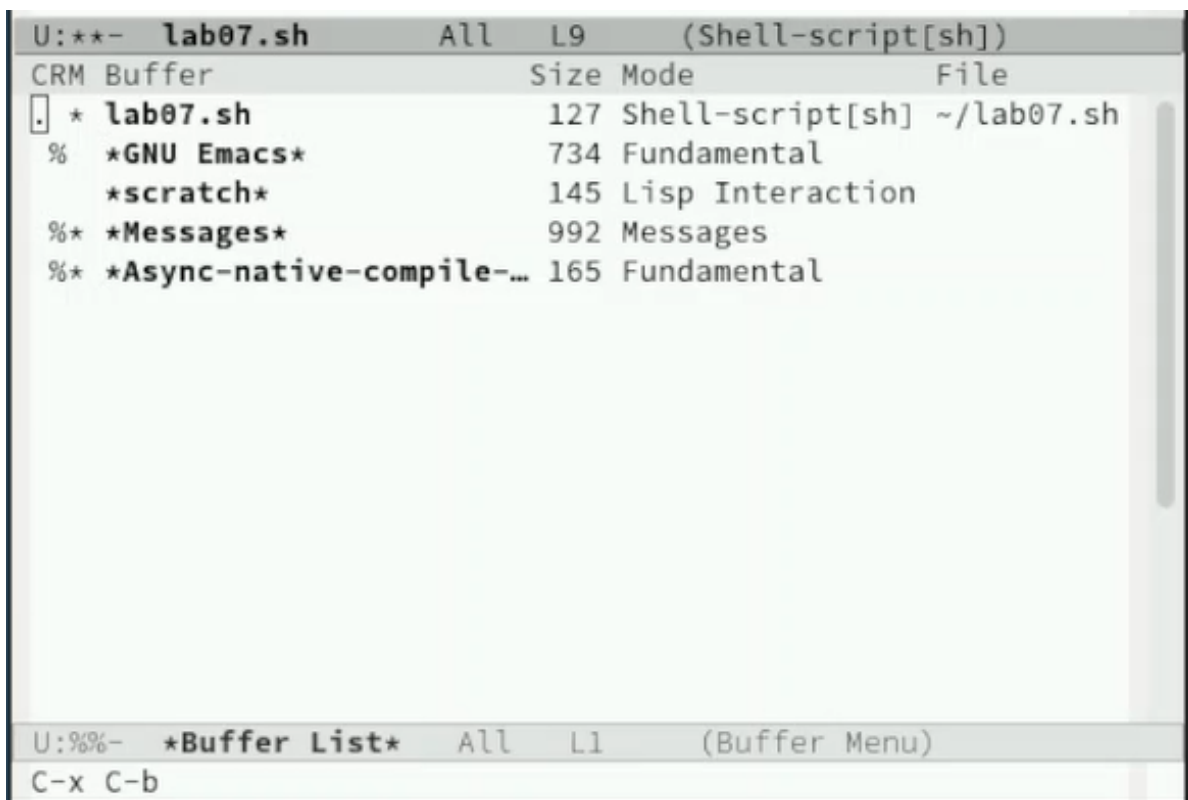 U:**-  lab07.sh       All   L9     (Shell-script[sh])
CRM Buffer                 Size Mode             File
. * lab07.sh                127 Shell-script[sh] ~/lab07.sh
 %  *GNU Emacs*             734 Fundamental
    *scratch*               145 Lisp Interaction
 %* *Messages*              992 Messages
 %* *Async-native-compile-… 165 Fundamental
U:%%-  *Buffer List*   All   L1     (Buffer Menu)
C-x C-b